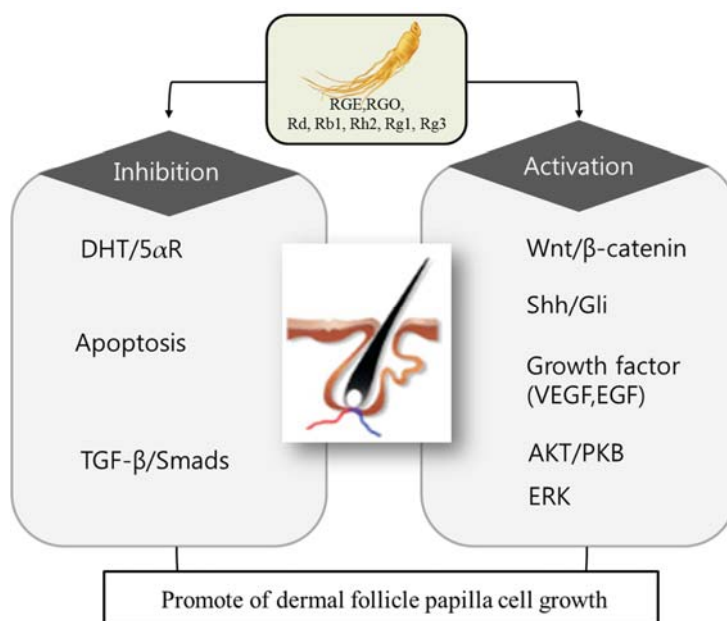 RGE,RGO,
Rd, Rb1, Rh2, Rg1, Rg3
Inhibition
DHT/5αR
Apoptosis
TGF-β/Smads
Activation
Wnt/β-catenin
Shh/Gli
Growth factor
(VEGF,EGF)
AKT/PKB
ERK
Promote of dermal follicle papilla cell growth